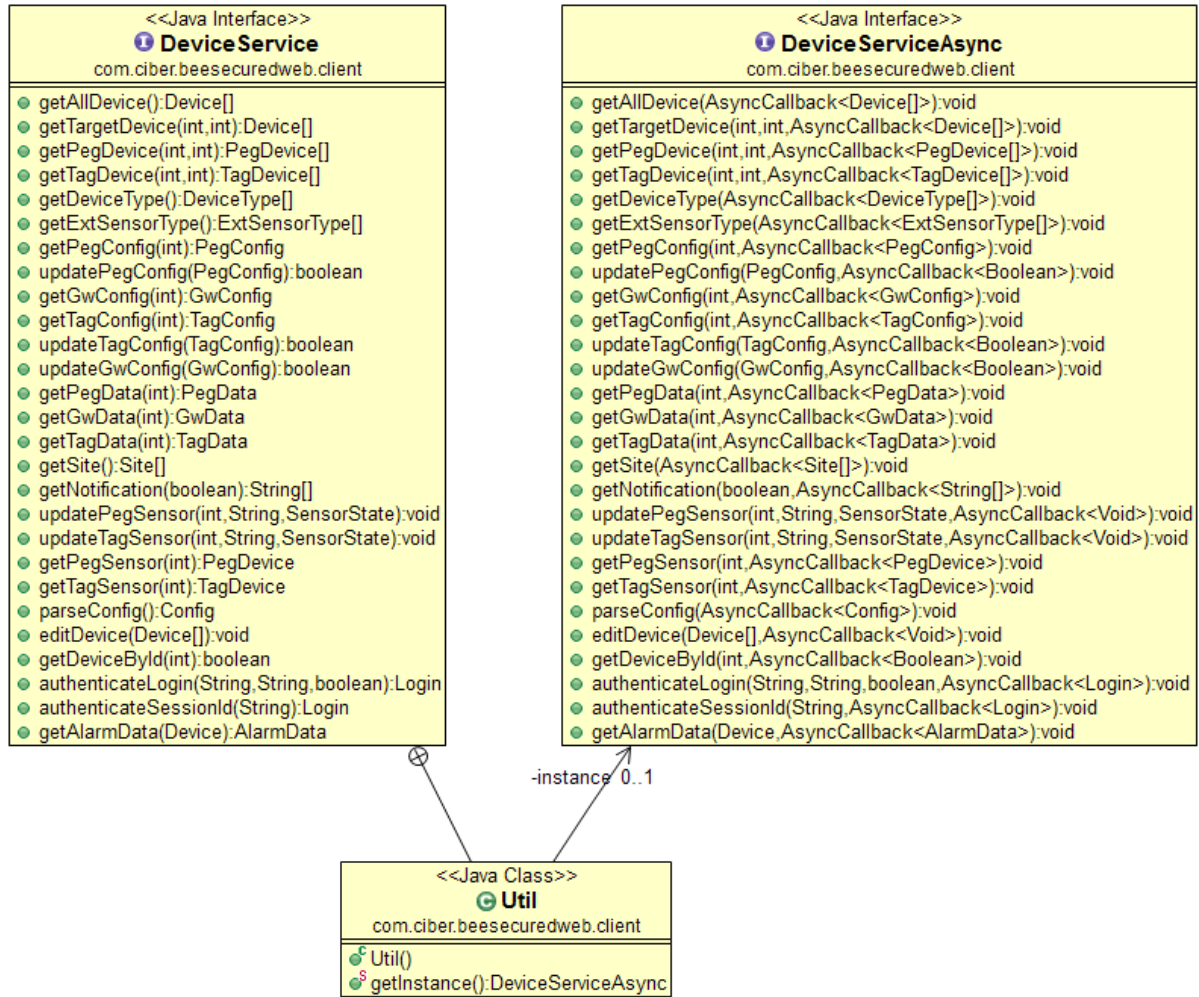 <<Java Interface>>
DeviceService
com.ciber.beesecuredweb.client
getAllDevice():Device[]
getTargetDevice(int,int):Device[]
getPegDevice(int,int):PegDevice[]
getTagDevice(int,int):TagDevice[]
getDeviceType():DeviceType[]
getExtSensorType():ExtSensorType[]
getPegConfig(int):PegConfig
updatePegConfig(PegConfig):boolean
getGwConfig(int):GwConfig
getTagConfig(int):TagConfig
updateTagConfig(TagConfig):boolean
updateGwConfig(GwConfig):boolean
getPegData(int):PegData
getGwData(int):GwData
getTagData(int):TagData
getSite():Site[]
getNotification(boolean):String[]
updatePegSensor(int,String,SensorState):void
updateTagSensor(int,String,SensorState):void
getPegSensor(int):PegDevice
getTagSensor(int):TagDevice
parseConfig():Config
editDevice(Device[]):void
getDeviceById(int):boolean
authenticateLogin(String,String,boolean):Login
authenticateSessionId(String):Login
getAlarmData(Device):AlarmData
<<Java Interface>>
DeviceServiceAsync
com.ciber.beesecuredweb.client
getAllDevice(AsyncCallback<Device[]>):void
getTargetDevice(int,int,AsyncCallback<Device[]>):void
getPegDevice(int,int,AsyncCallback<PegDevice[]>):void
getTagDevice(int,int,AsyncCallback<TagDevice[]>):void
getDeviceType(AsyncCallback<DeviceType[]>):void
getExtSensorType(AsyncCallback<ExtSensorType[]>):void
getPegConfig(int,AsyncCallback<PegConfig>):void
updatePegConfig(PegConfig,AsyncCallback<Boolean>):void
getGwConfig(int,AsyncCallback<GwConfig>):void
getTagConfig(int,AsyncCallback<TagConfig>):void
updateTagConfig(TagConfig,AsyncCallback<Boolean>):void
updateGwConfig(GwConfig,AsyncCallback<Boolean>):void
getPegData(int,AsyncCallback<PegData>):void
getGwData(int,AsyncCallback<GwData>):void
getTagData(int,AsyncCallback<TagData>):void
getSite(AsyncCallback<Site[]>):void
getNotification(boolean,AsyncCallback<String[]>):void
updatePegSensor(int,String,SensorState,AsyncCallback<Void>):void
updateTagSensor(int,String,SensorState,AsyncCallback<Void>):void
getPegSensor(int,AsyncCallback<PegDevice>):void
getTagSensor(int,AsyncCallback<TagDevice>):void
parseConfig(AsyncCallback<Config>):void
editDevice(Device[],AsyncCallback<Void>):void
getDeviceById(int,AsyncCallback<Boolean>):void
authenticateLogin(String,String,boolean,AsyncCallback<Login>):void
authenticateSessionId(String,AsyncCallback<Login>):void
getAlarmData(Device,AsyncCallback<AlarmData>):void
-instance 0..1
<<Java Class>>
Util
com.ciber.beesecuredweb.client
Util()
getInstance():DeviceServiceAsync